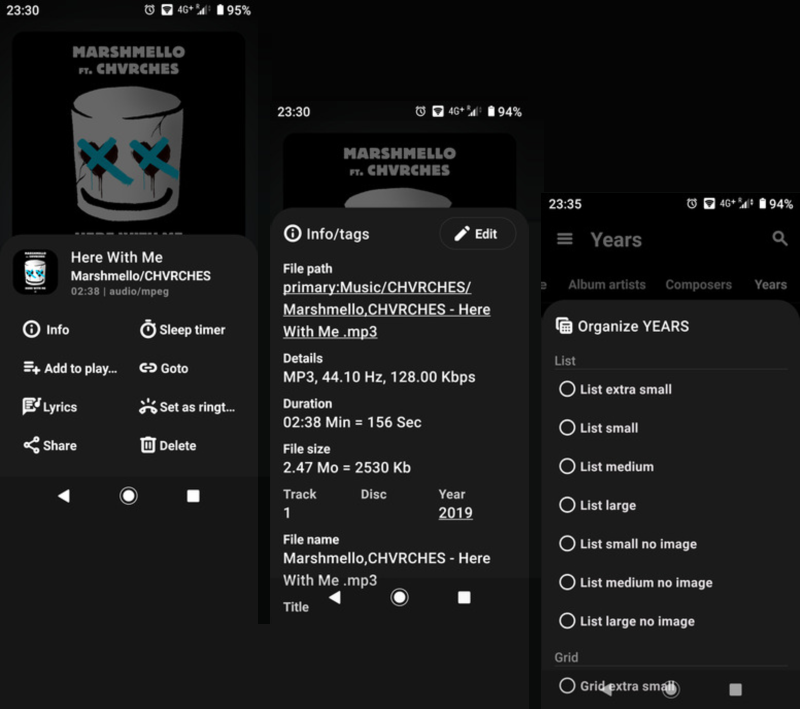 23:30
4G+
95%
MARSHMELLO
FT. CHVRCHES
Here With Me
Marshmello/CHVRCHES
02:38 | audio/mpeg
Info
Sleep timer
Add to play...
Goto
Lyrics
Set as ringt...
Share
Delete
23:30
4G+
94%
MARSHMELLO
FT. CHVRCHES
Info/tags
Edit
File path
primary:Music/CHVRCHES/
Marshmello,CHVRCHES - Here
With Me .mp3
Details
MP3, 44.10 Hz, 128.00 Kbps
Duration
02:38 Min = 156 Sec
File size
2.47 Mo = 2530 Kb
Track
Disc
Year
1
2019
File name
Marshmello,CHVRCHES - Here
With Me .mp3
Title
23:35
4G+
94%
Years
e
Album artists
Composers
Years
Organize YEARS
List
List extra small
List small
List medium
List large
List small no image
List medium no image
List large no image
Grid
Grid extra small